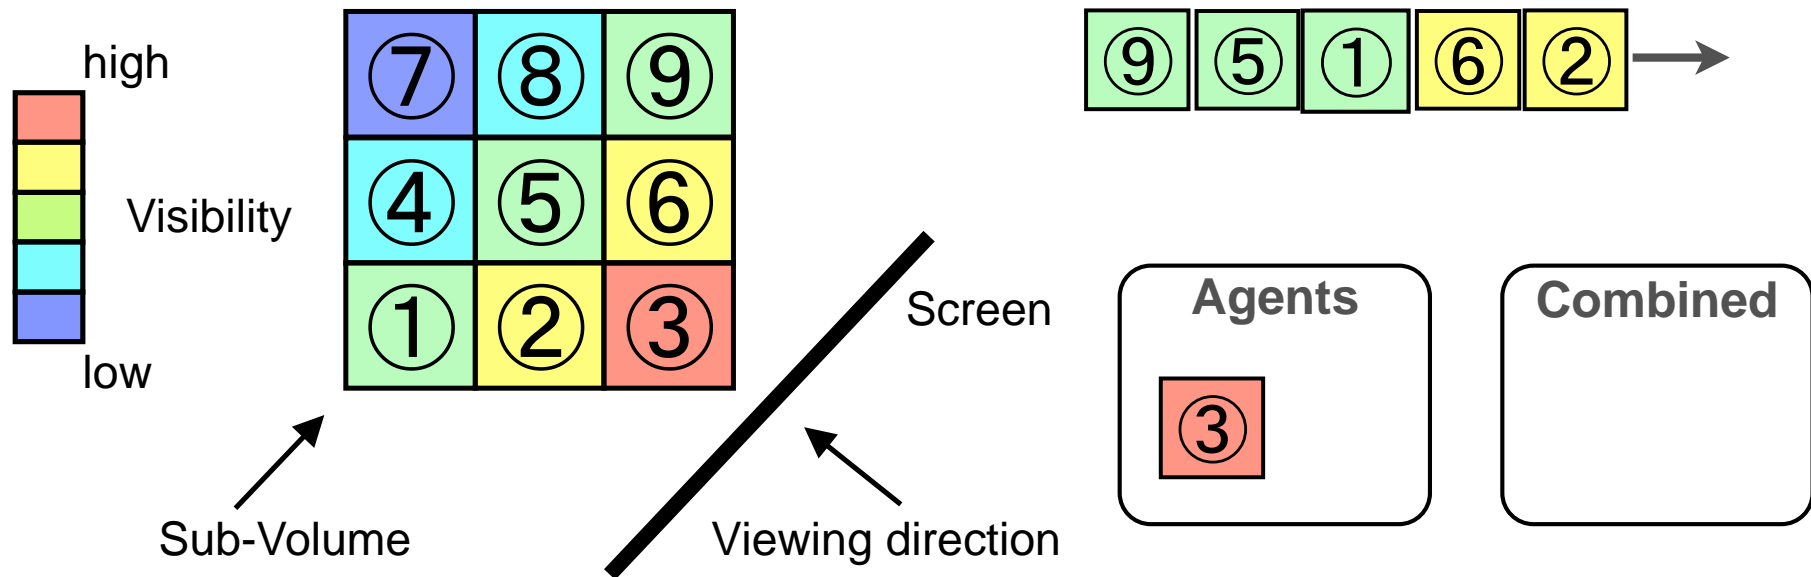 high
Visibility
low
⑦ ⑧ ⑨
④ ⑤ ⑥
① ② ③
Sub-Volume
Screen
Viewing direction
⑨ ⑤ ① ⑥ ②
Agents
③
Combined